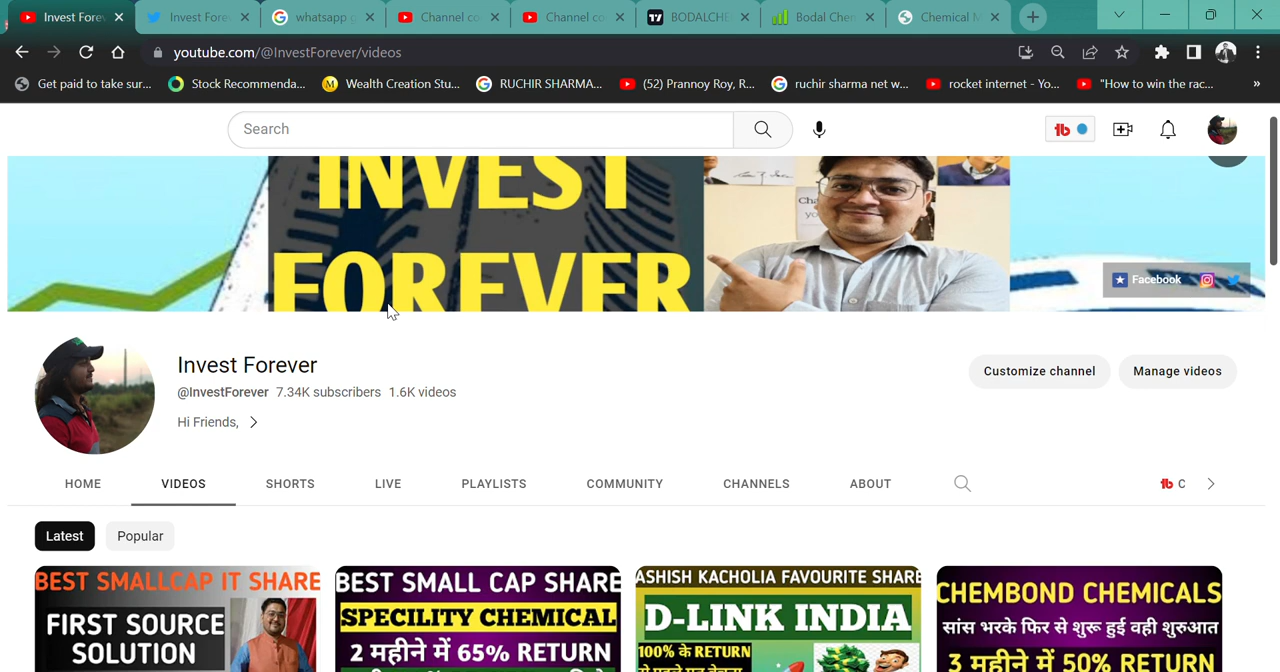 Invest Fore
Invest Fore
whatsapp g
Channel co
Channel co
BODALCHE
Bodal Chem
Chemical M
youtube.com/@InvestForever/videos
Get paid to take sur...
Stock Recommenda...
Wealth Creation Stu...
RUCHIR SHARMA...
(52) Prannoy Roy, R...
ruchir sharma net w...
rocket internet - Yo...
"How to win the rac...
»
Search
INVEST
FOREVER
Facebook
Invest Forever
@InvestForever 7.34K subscribers 1.6K videos
Hi Friends,
Customize channel
Manage videos
HOME
VIDEOS
SHORTS
LIVE
PLAYLISTS
COMMUNITY
CHANNELS
ABOUT
C
Latest
Popular
BEST SMALLCAP IT SHARE
FIRST SOURCE
SOLUTION
BEST SMALL CAP SHARE
SPECILITY CHEMICAL
2 महीने में 65% RETURN
ASHISH KACHOLIA FAVOURITE SHARE
D-LINK INDIA
100% के RETURN
CHEMBOND CHEMICALS
सांस भरके फिर से शुरू हुई वही शुरुआत
3 महीने में 50% RETURN